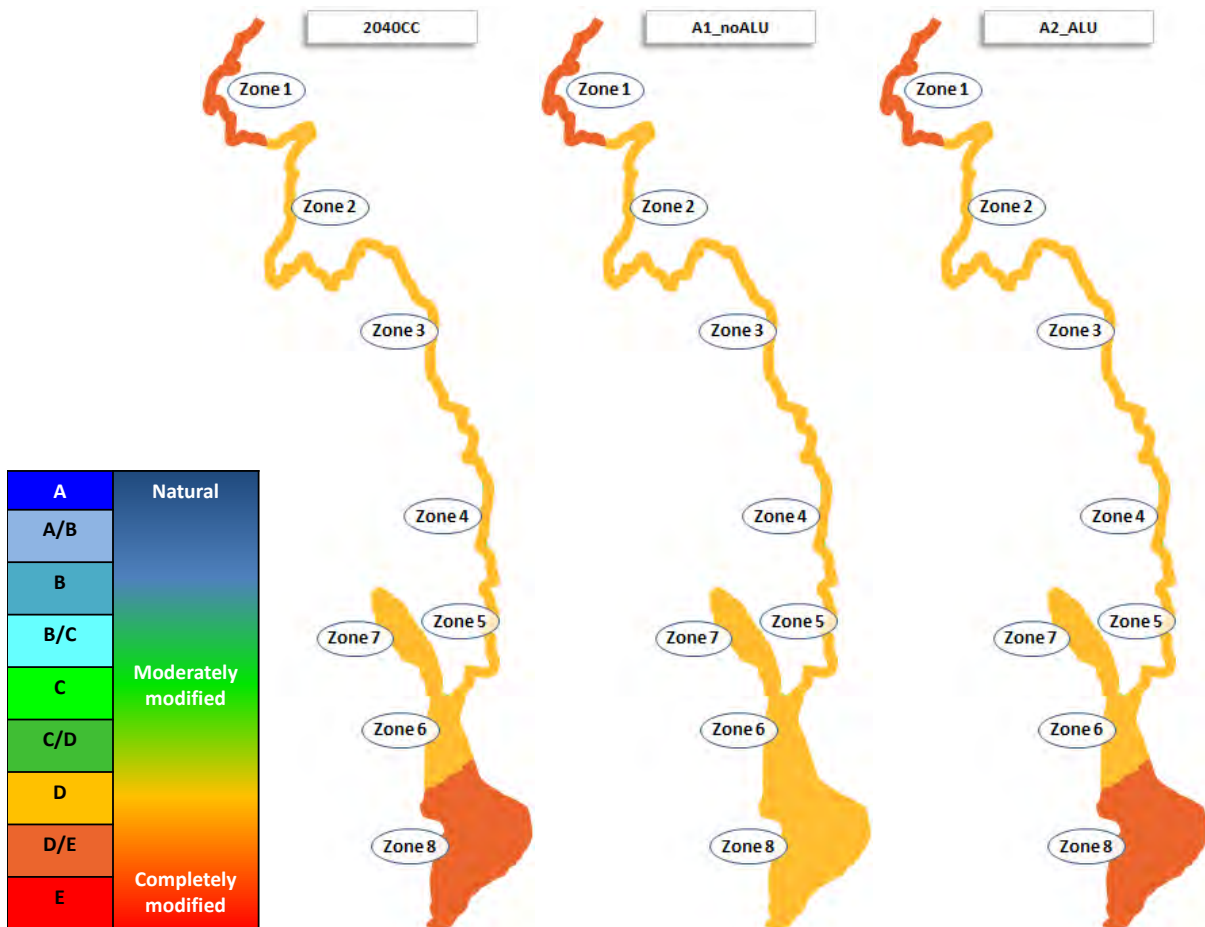 2040CC
A1_noALU
A2_ALU
Zone 1
Zone 1
Zone 1
Zone 2
Zone 2
Zone 2
Zone 3
Zone 3
Zone 3
Zone 4
Zone 4
Zone 4
Zone 5
Zone 5
Zone 5
Zone 7
Zone 7
Zone 7
Zone 6
Zone 6
Zone 6
Zone 8
Zone 8
Zone 8
A
A/B
B
B/C
C
C/D
D
D/E
E
Natural
Moderately
modified
Completely
modified